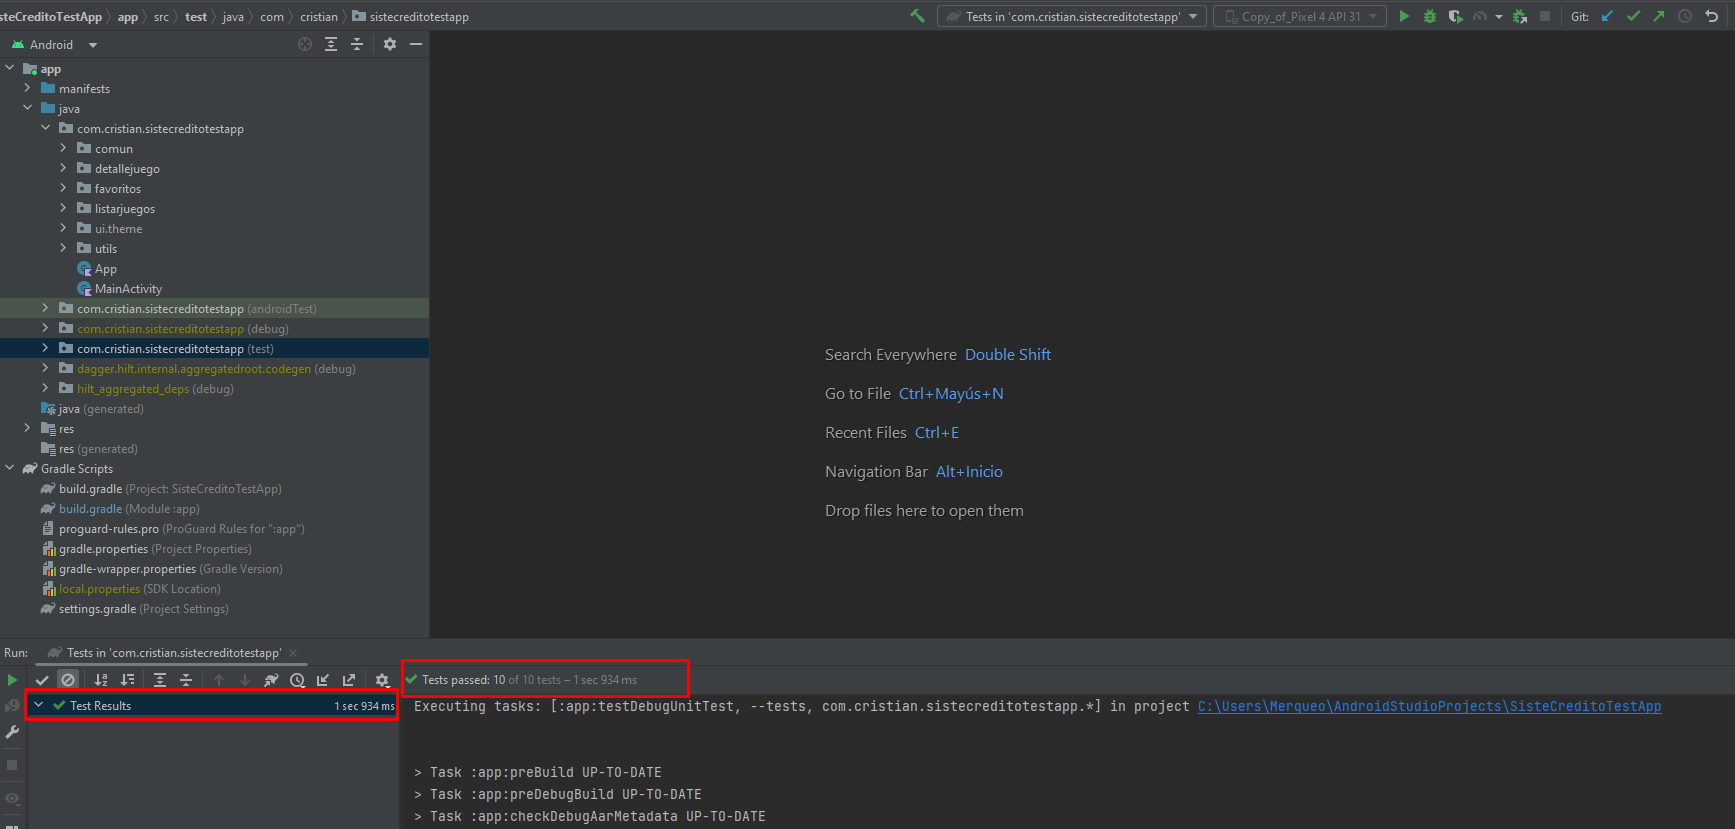 sisteCreditoTestApp app src test java com cristian sistecreditotestapp
Tests in 'com.cristian.sistecreditotestapp'
Copy_of_Pixel 4 API 31
Git:
Android
app
manifests
java
com.cristian.sistecreditotestapp
comun
detallejuego
favoritos
listarjuegos
ui.theme
utils
App
MainActivity
com.cristian.sistecreditotestapp (androidTest)
com.cristian.sistecreditotestapp (debug)
com.cristian.sistecreditotestapp (test)
dagger.hilt.internal.aggregatedroot.codegen (debug)
hilt_aggregated_deps (debug)
java (generated)
res
res (generated)
Gradle Scripts
build.gradle (Project: SisteCreditoTestApp)
build.gradle (Module :app)
proguard-rules.pro (ProGuard Rules for ":app")
gradle.properties (Project Properties)
gradle-wrapper.properties (Gradle Version)
local.properties (SDK Location)
settings.gradle (Project Settings)
Search Everywhere Double Shift
Go to File Ctrl+Mayús+N
Recent Files Ctrl+E
Navigation Bar Alt+Inicio
Drop files here to open them
Run: Tests in 'com.cristian.sistecreditotestapp'
Tests passed: 10 of 10 tests – 1 sec 934 ms
Test Results 1 sec 934 ms
Executing tasks: [:app:testDebugUnitTest, --tests, com.cristian.sistecreditotestapp.*] in project C:\Users\Merqueo\AndroidStudioProjects\SisteCreditoTestApp
> Task :app:preBuild UP-TO-DATE
> Task :app:preDebugBuild UP-TO-DATE
> Task :app:checkDebugAarMetadata UP-TO-DATE